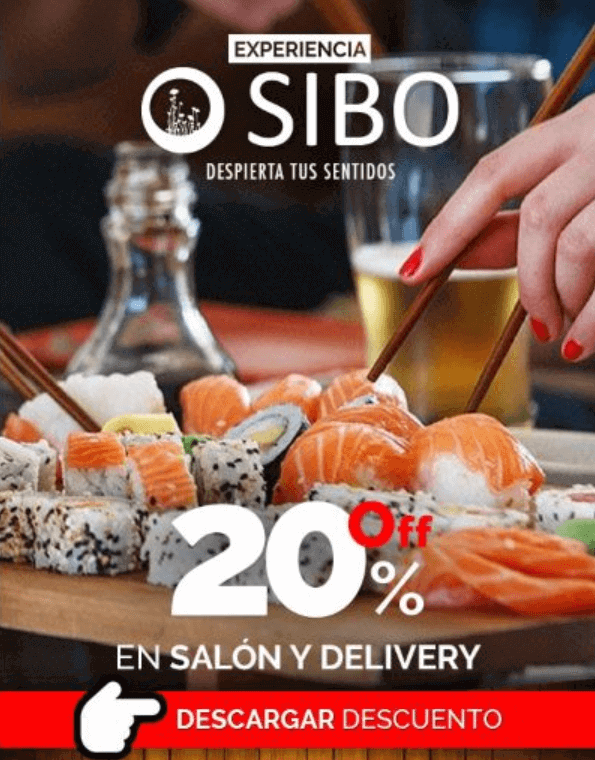 EXPERIENCIA
SIBO
DESPIERTA TUS SENTIDOS
20% Off
EN SALÓN Y DELIVERY
DESCARGAR DESCUENTO